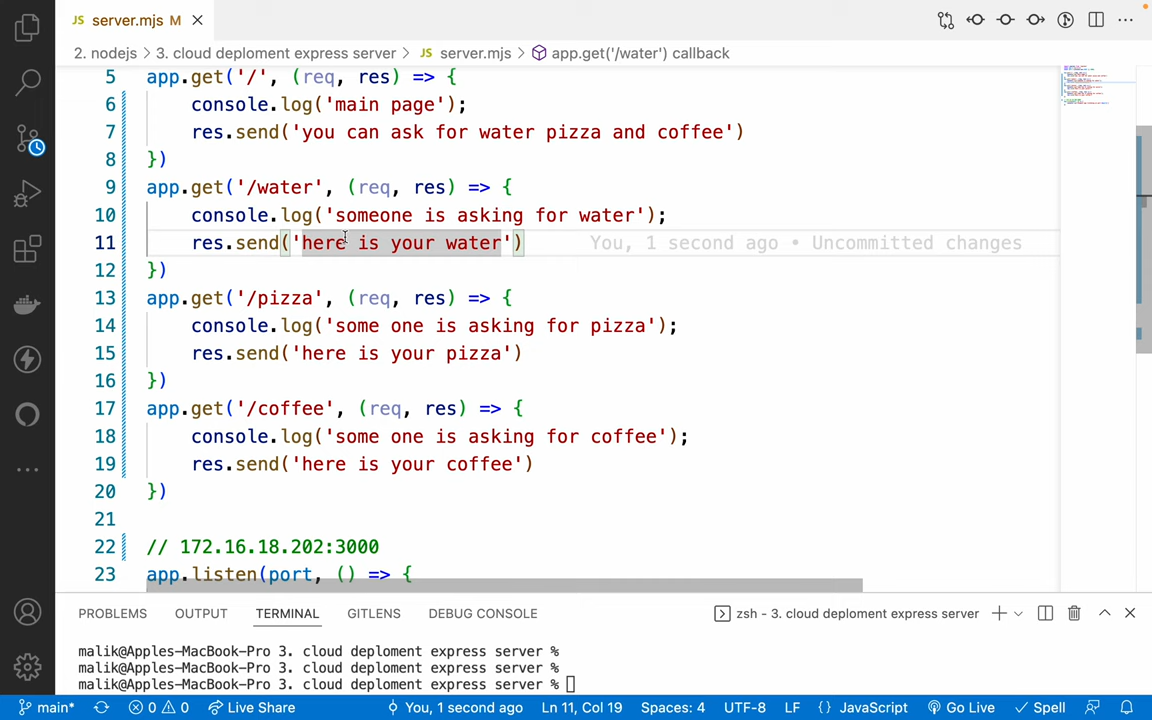 JS server.mjs M
2. nodejs > 3. cloud deploment express server > JS server.mjs > app.get('/water') callback
5 app.get('/', (req, res) => {
6 console.log('main page');
7 res.send('you can ask for water pizza and coffee')
8 })
9 app.get('/water', (req, res) => {
10 console.log('someone is asking for water');
11 res.send('here is your water') You, 1 second ago • Uncommitted changes
12 })
13 app.get('/pizza', (req, res) => {
14 console.log('some one is asking for pizza');
15 res.send('here is your pizza')
16 })
17 app.get('/coffee', (req, res) => {
18 console.log('some one is asking for coffee');
19 res.send('here is your coffee')
20 })
21
22 // 172.16.18.202:3000
23 app.listen(port, () => {
PROBLEMS OUTPUT TERMINAL GITLENS DEBUG CONSOLE zsh - 3. cloud deploment express server
malik@Apples-MacBook-Pro 3. cloud deploment express server %
malik@Apples-MacBook-Pro 3. cloud deploment express server %
malik@Apples-MacBook-Pro 3. cloud deploment express server %
main* 0 0 Live Share You, 1 second ago Ln 11, Col 19 Spaces: 4 UTF-8 LF {} JavaScript Go Live Spell